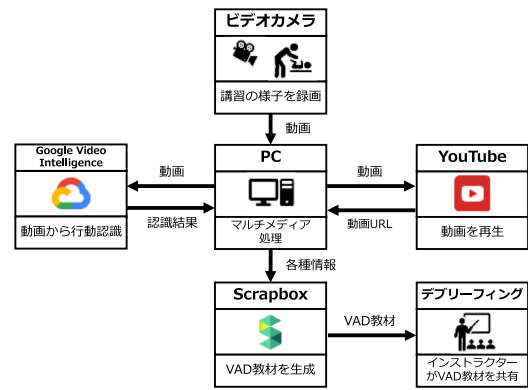 ビデオカメラ
講習の様子を録画
動画
Google Video
Intelligence
動画から行動認識
動画
認識結果
PC
マルチメディア
処理
動画
動画URL
YouTube
動画を再生
各種情報
Scrapbox
VAD教材を生成
VAD教材
デブリーフィング
インストラクター
がVAD教材を共有